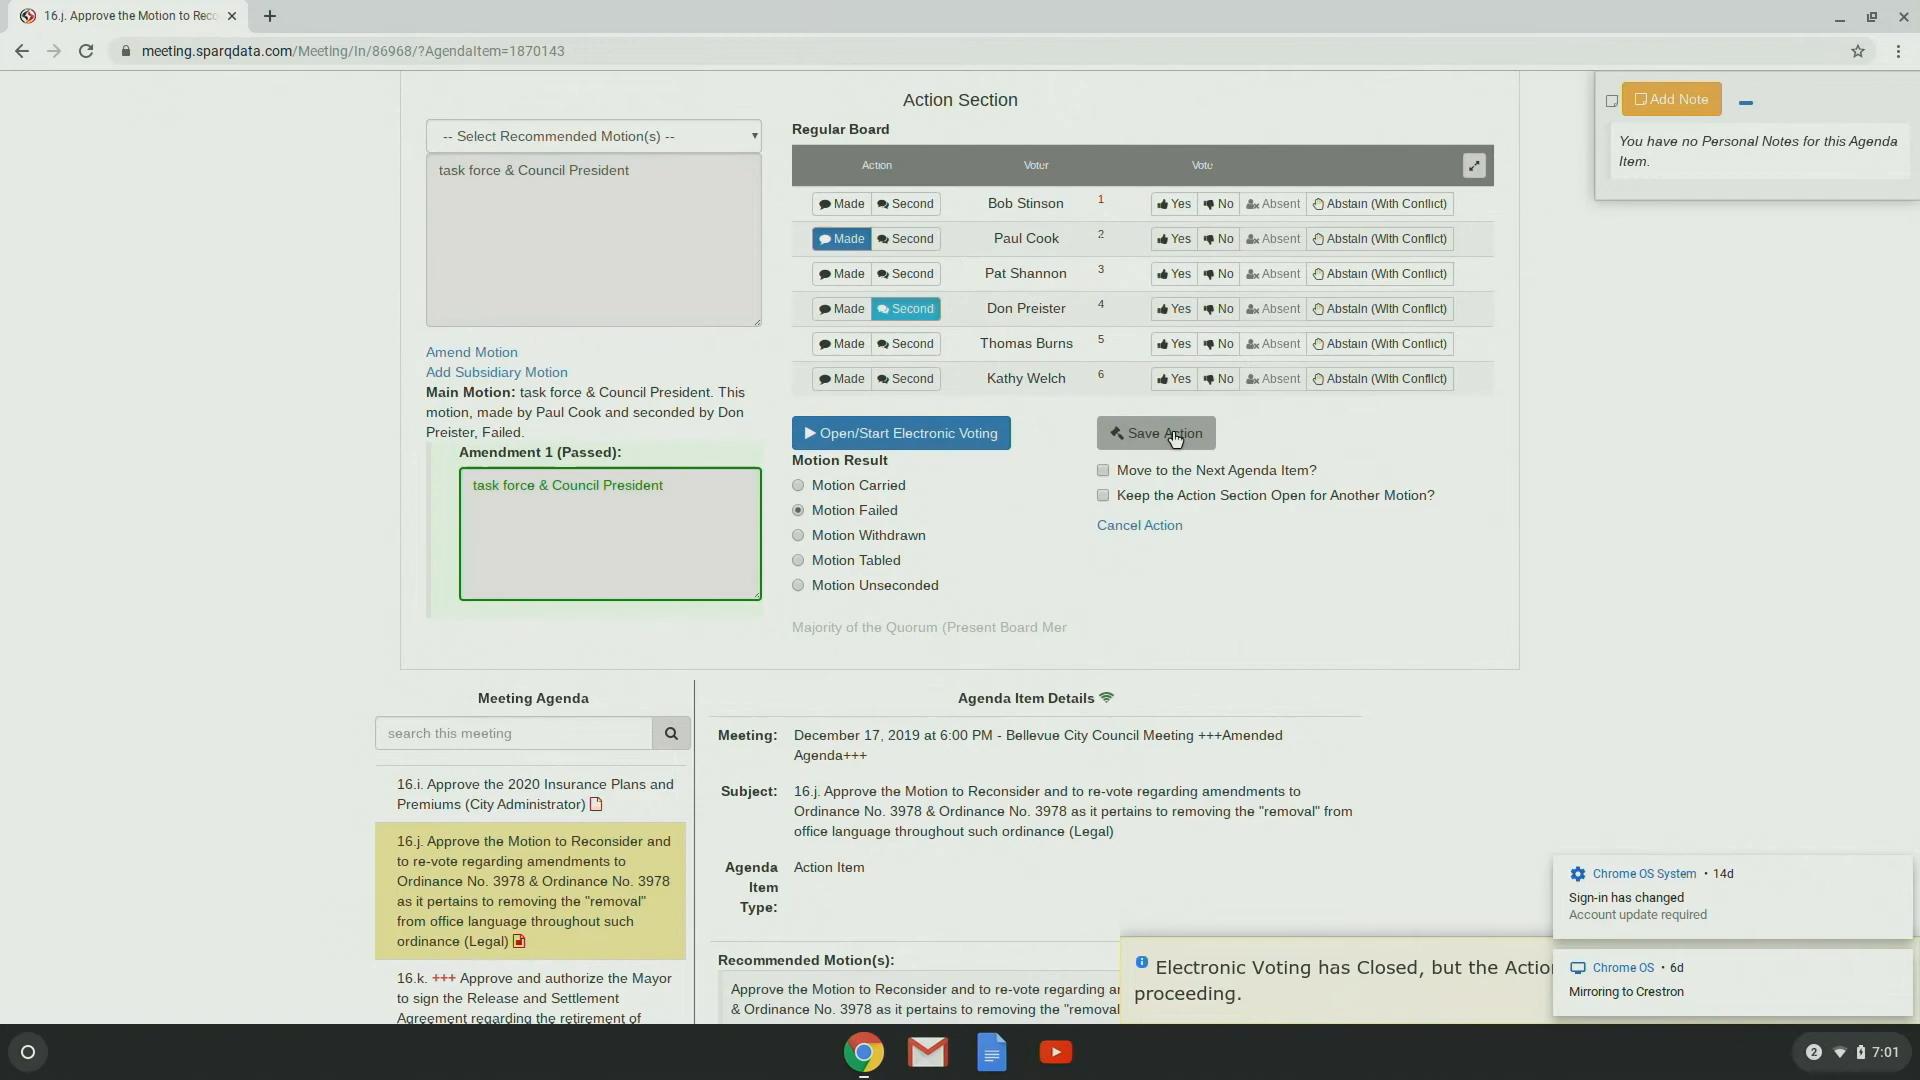 16.j. Approve the Motion to Reco
meeting.sparqdata.com/Meeting/In/86968/?AgendaItem=1870143
Action Section
Add Note
You have no Personal Notes for this Agenda
Item.
-- Select Recommended Motion(s) --
task force & Council President
Regular Board
Action Voter Vote
Made Second Bob Stinson 1 Yes No Absent Abstain (With Conflict)
Made Second Paul Cook 2 Yes No Absent Abstain (With Conflict)
Made Second Pat Shannon 3 Yes No Absent Abstain (With Conflict)
Made Second Don Preister 4 Yes No Absent Abstain (With Conflict)
Made Second Thomas Burns 5 Yes No Absent Abstain (With Conflict)
Made Second Kathy Welch 6 Yes No Absent Abstain (With Conflict)
Amend Motion
Add Subsidiary Motion
Main Motion: task force & Council President. This
motion, made by Paul Cook and seconded by Don
Preister, Failed.
Amendment 1 (Passed):
task force & Council President
Open/Start Electronic Voting
Motion Result
Motion Carried
Motion Failed
Motion Withdrawn
Motion Tabled
Motion Unseconded
Majority of the Quorum (Present Board Mer
Save Action
Move to the Next Agenda Item?
Keep the Action Section Open for Another Motion?
Cancel Action
Meeting Agenda
search this meeting
16.i. Approve the 2020 Insurance Plans and
Premiums (City Administrator)
16.j. Approve the Motion to Reconsider and
to re-vote regarding amendments to
Ordinance No. 3978 & Ordinance No. 3978
as it pertains to removing the "removal"
from office language throughout such
ordinance (Legal)
16.k. +++ Approve and authorize the Mayor
to sign the Release and Settlement
Agreement regarding the retirement of
Agenda Item Details
Meeting: December 17, 2019 at 6:00 PM - Bellevue City Council Meeting +++Amended
Agenda+++
Subject: 16.j. Approve the Motion to Reconsider and to re-vote regarding amendments to
Ordinance No. 3978 & Ordinance No. 3978 as it pertains to removing the "removal" from
office language throughout such ordinance (Legal)
Agenda Action Item
Item
Type:
Recommended Motion(s):
Approve the Motion to Reconsider and to re-vote regarding a
& Ordinance No. 3978 as it pertains to removing the "removal
Electronic Voting has Closed, but the Actio
proceeding.
Chrome OS System • 14d
Sign-in has changed
Account update required
Chrome OS • 6d
Mirroring to Crestron
2 7:01